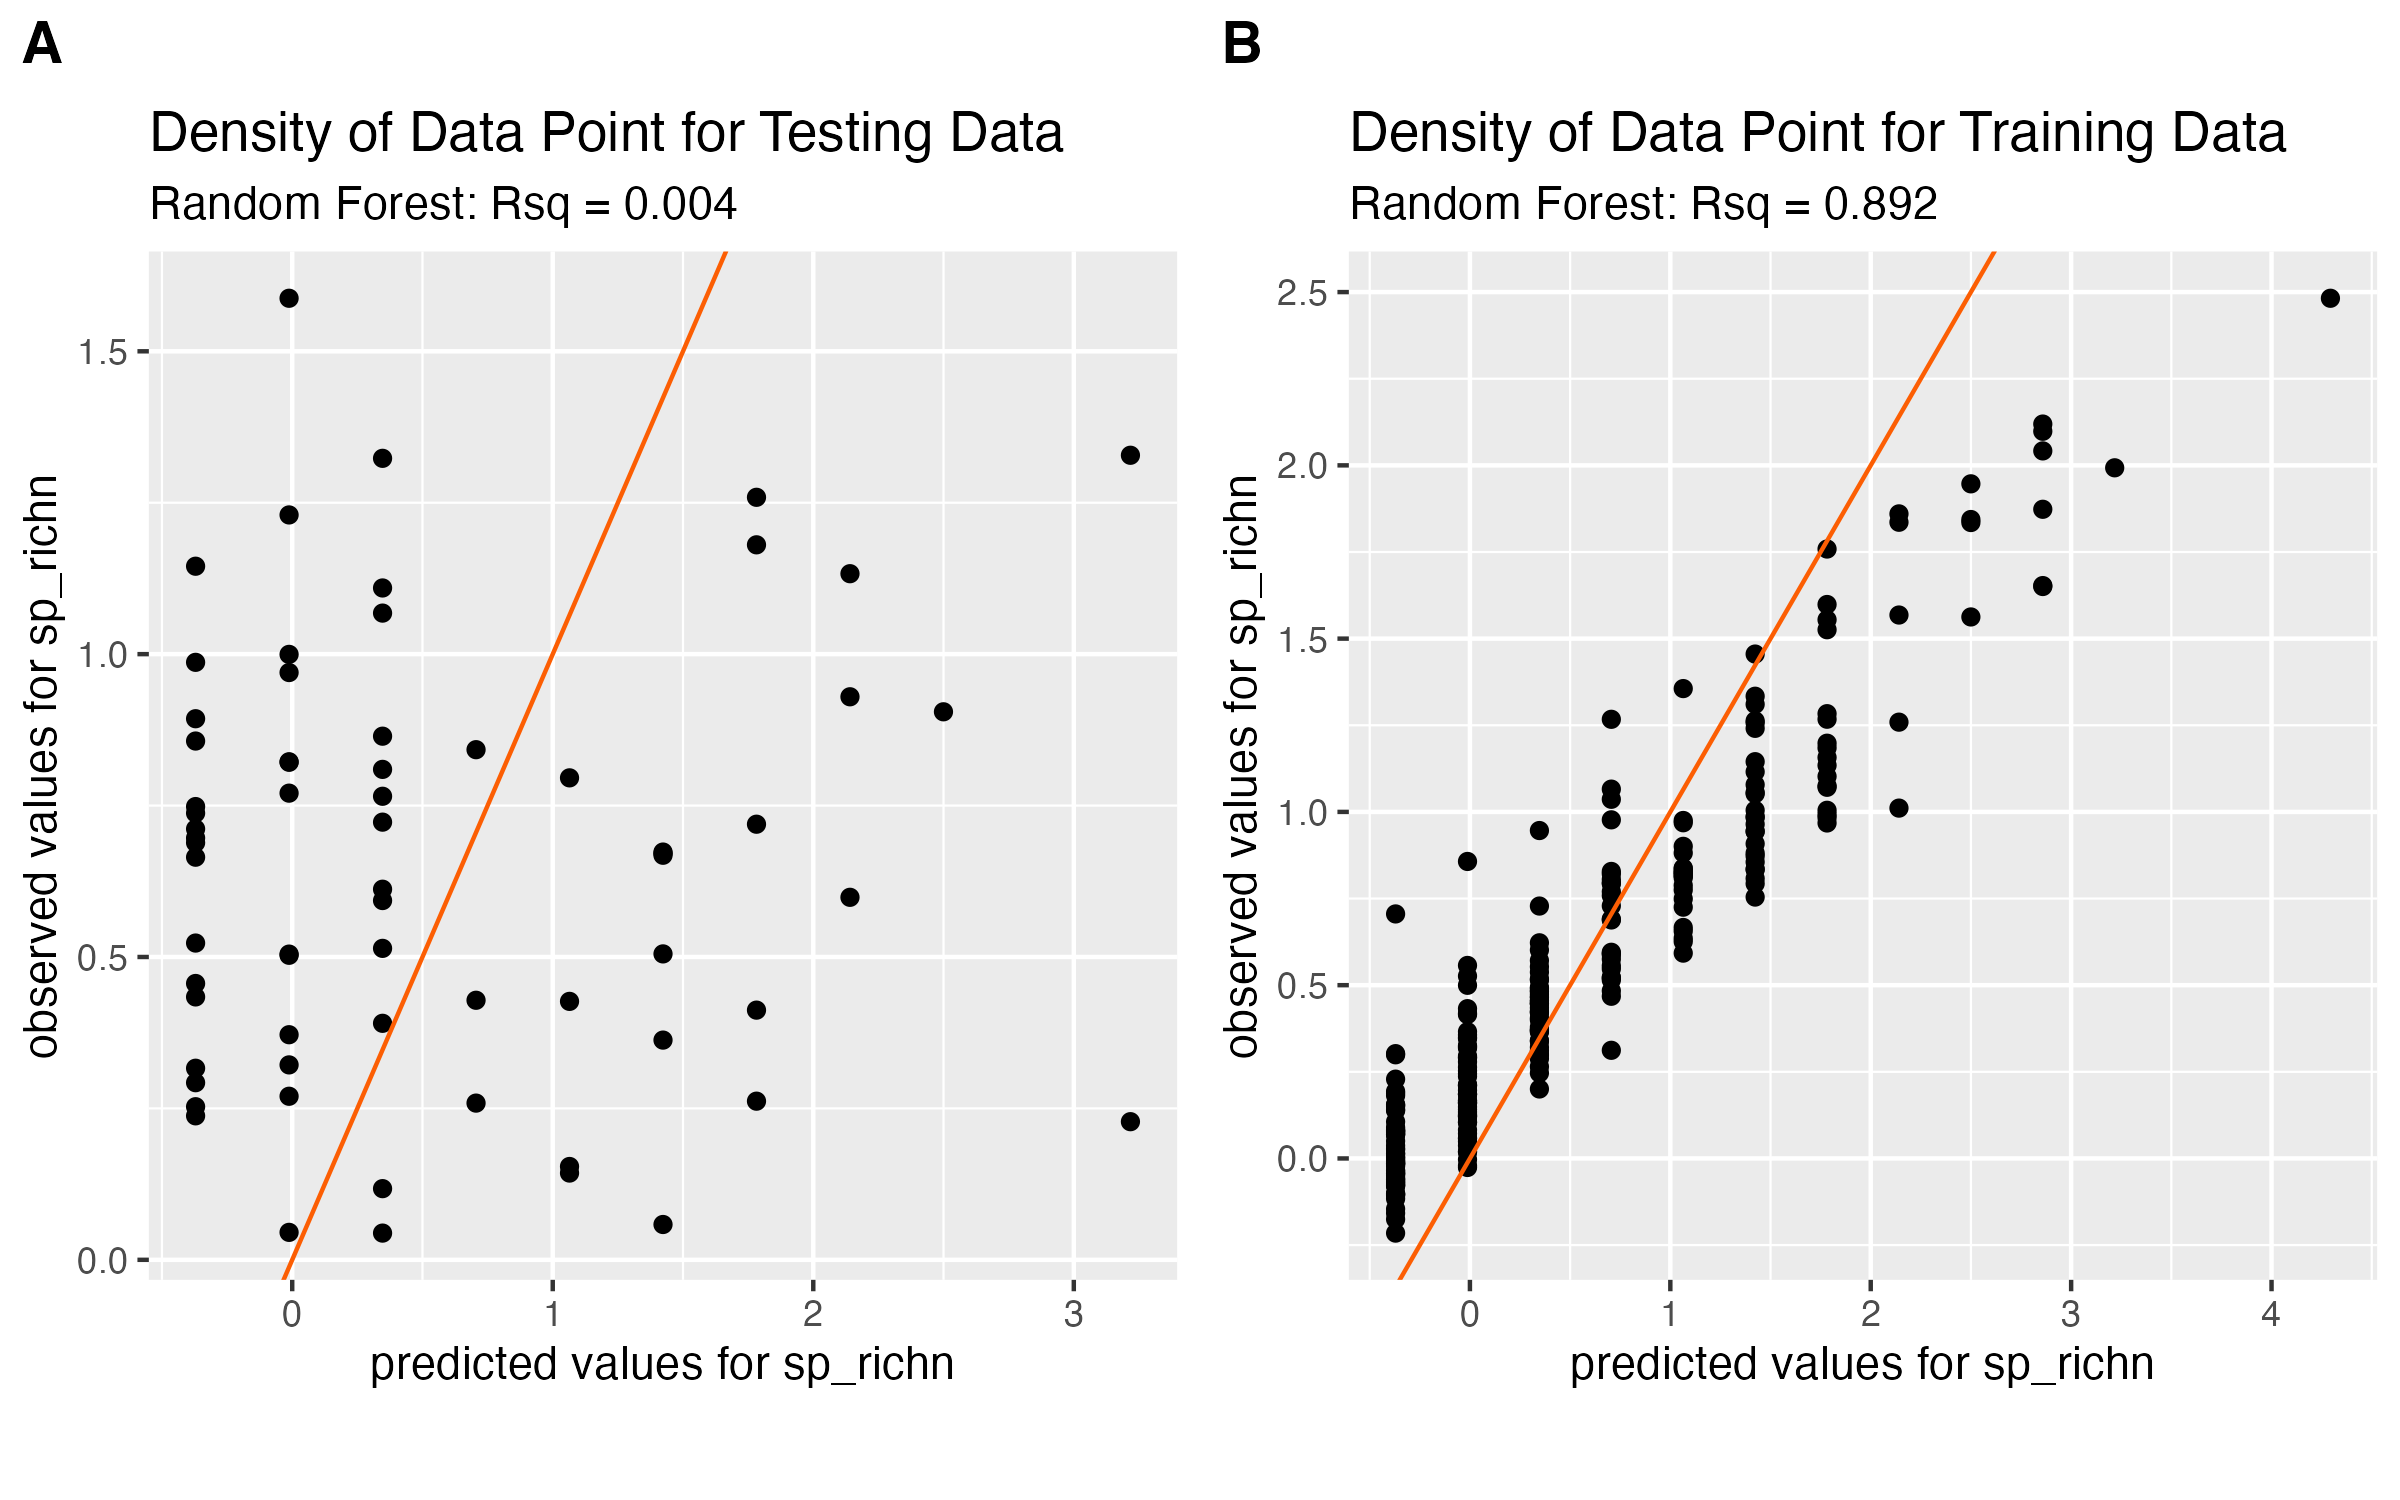 A
Density of Data Point for Testing Data
Random Forest: Rsq = 0.004
observed values for sp_richn
1.5
1.0
0.5
0.0
0 1 2 3
predicted values for sp_richn
B
Density of Data Point for Training Data
Random Forest: Rsq = 0.892
observed values for sp_richn
2.5
2.0
1.5
1.0
0.5
0.0
0 1 2 3 4
predicted values for sp_richn